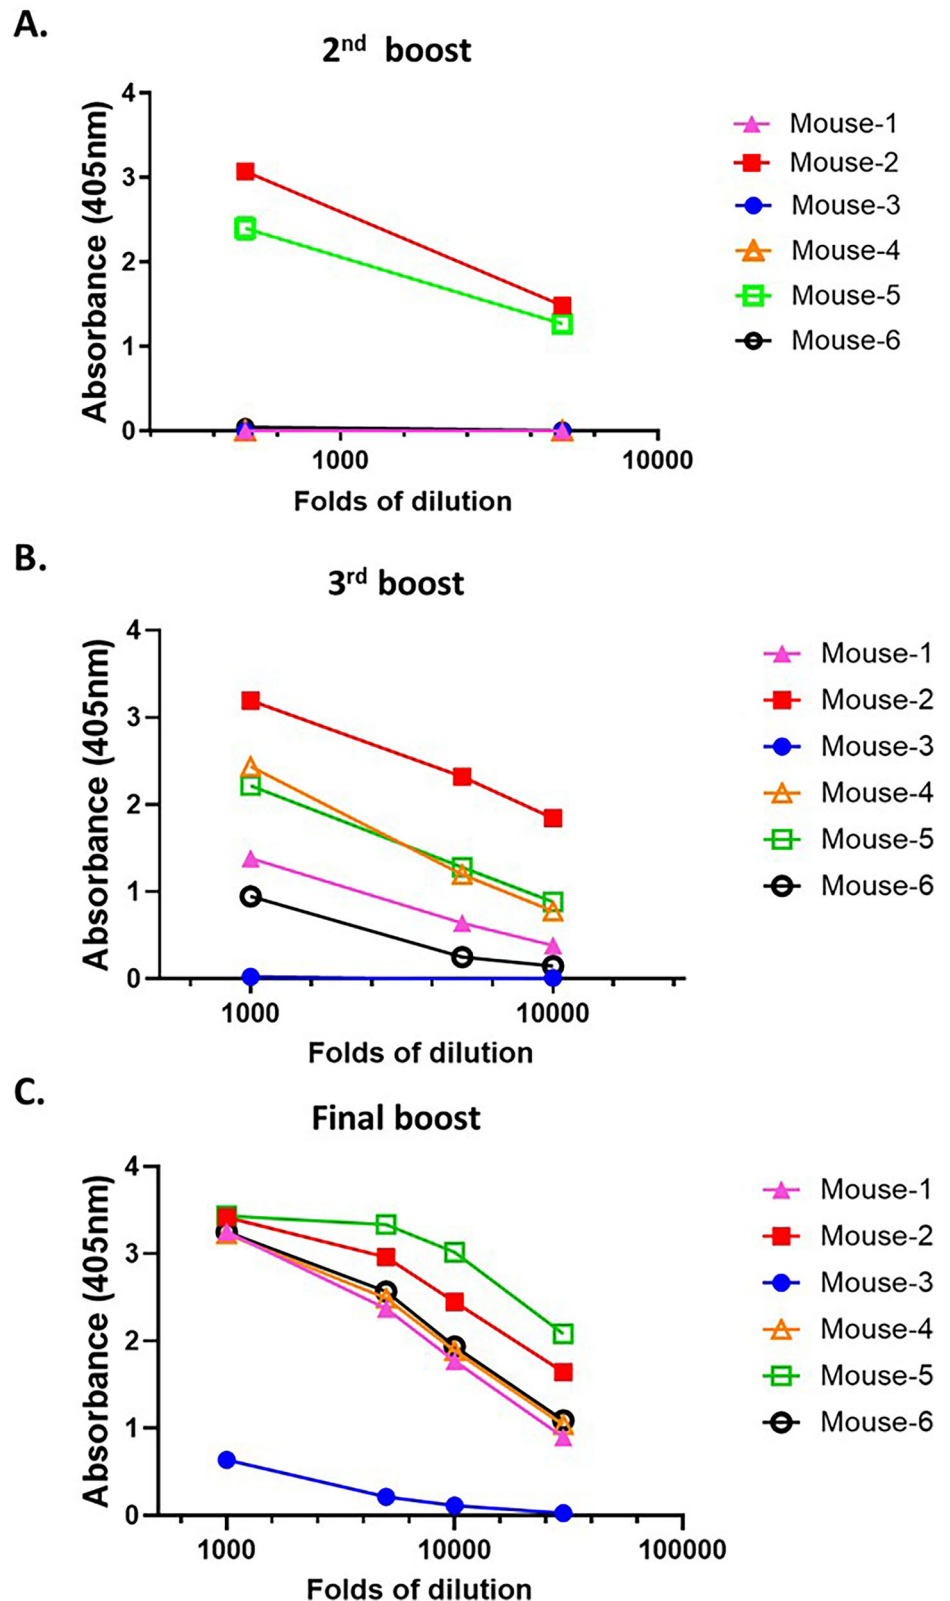 A.
2nd boost
Absorbance (405nm)
4
3
2
1
0
1000
10000
Folds of dilution
Mouse-1
Mouse-2
Mouse-3
Mouse-4
Mouse-5
Mouse-6
B.
3rd boost
Absorbance (405nm)
4
3
2
1
0
1000
10000
Folds of dilution
Mouse-1
Mouse-2
Mouse-3
Mouse-4
Mouse-5
Mouse-6
C.
Final boost
Absorbance (405nm)
4
3
2
1
0
1000
10000
100000
Folds of dilution
Mouse-1
Mouse-2
Mouse-3
Mouse-4
Mouse-5
Mouse-6